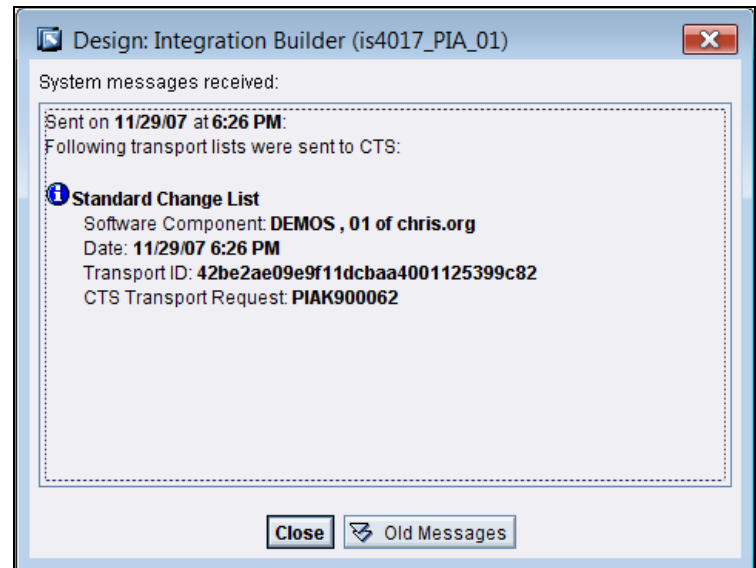 Design: Integration Builder (is4017_PIA_01)
System messages received:
Sent on 11/29/07 at 6:26 PM:
Following transport lists were sent to CTS:
Standard Change List
Software Component: DEMOS , 01 of chris.org
Date: 11/29/07 6:26 PM
Transport ID: 42be2ae09e9f11dcbaa4001125399c82
CTS Transport Request: PIAK900062
Close Old Messages